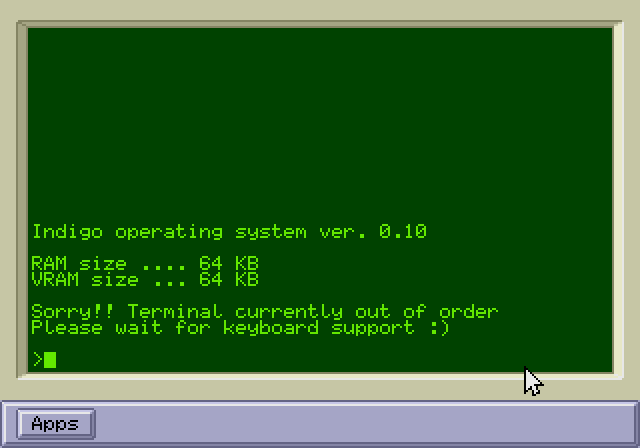 Indigo operating system ver. 0.10
RAM size .... 64 KB
VRAM size ... 64 KB
Sorry!! Terminal currently out of order
Please wait for keyboard support :)
>
Apps